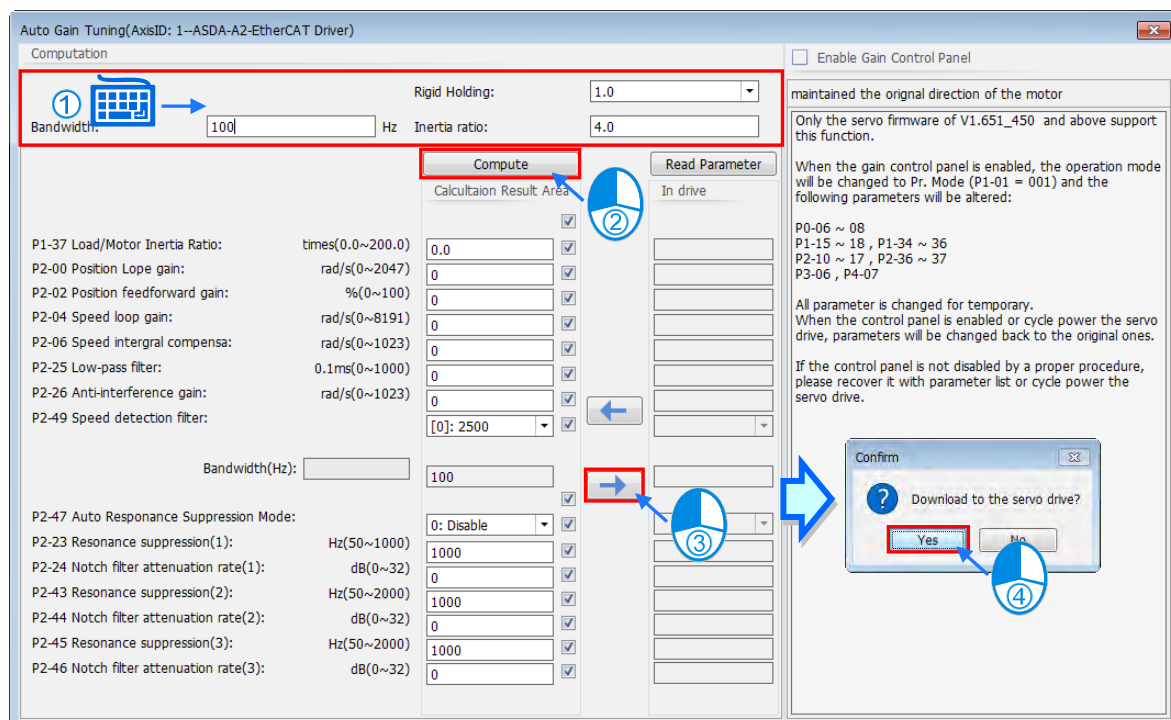 Auto Gain Tuning(AxisID: 1--ASDA-A2-EtherCAT Driver)
Computation
① Rigid Holding: 1.0
Bandwidth: 100 Hz Inertia ratio: 4.0
Compute Read Parameter
Calcultaion Result Area In drive
②
P1-37 Load/Motor Inertia Ratio: times(0.0~200.0) 0.0
P2-00 Position Lope gain: rad/s(0~2047) 0
P2-02 Position feedforward gain: %(0~100) 0
P2-04 Speed loop gain: rad/s(0~8191) 0
P2-06 Speed intergral compensa: rad/s(0~1023) 0
P2-25 Low-pass filter: 0.1ms(0~1000) 0
P2-26 Anti-interference gain: rad/s(0~1023) 0
P2-49 Speed detection filter: [0]: 2500
Bandwidth(Hz): 100
P2-47 Auto Responance Suppression Mode: 0: Disable
③
P2-23 Resonance suppression(1): Hz(50~1000) 1000
P2-24 Notch filter attenuation rate(1): dB(0~32) 0
P2-43 Resonance suppression(2): Hz(50~2000) 1000
P2-44 Notch filter attenuation rate(2): dB(0~32) 0
P2-45 Resonance suppression(3): Hz(50~2000) 1000
P2-46 Notch filter attenuation rate(3): dB(0~32) 0
Enable Gain Control Panel
maintained the orignal direction of the motor
Only the servo firmware of V1.651_450 and above support
this function.
When the gain control panel is enabled, the operation mode
will be changed to Pr. Mode (P1-01 = 001) and the
following parameters will be altered:
P0-06 ~ 08
P1-15 ~ 18 , P1-34 ~ 36
P2-10 ~ 17 , P2-36 ~ 37
P3-06 , P4-07
All parameter is changed for temporary.
When the control panel is enabled or cycle power the servo
drive, parameters will be changed back to the original ones.
If the control panel is not disabled by a proper procedure,
please recover it with parameter list or cycle power the
servo drive.
Confirm
Download to the servo drive?
Yes No
④